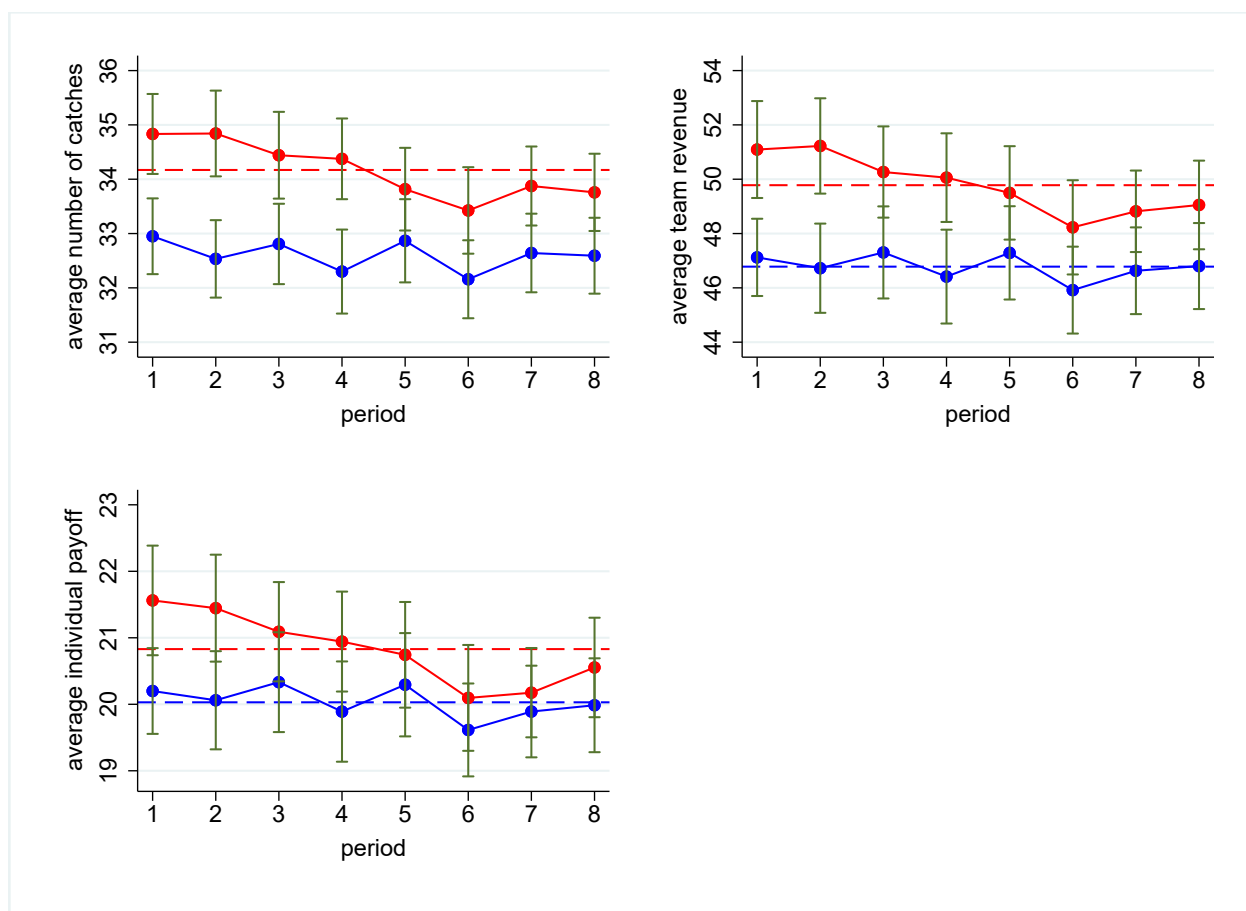 average number of catches
36
35
34
33
32
31
1 2 3 4 5 6 7 8
period
average team revenue
54
52
50
48
46
44
1 2 3 4 5 6 7 8
period
average individual payoff
23
22
21
20
19
1 2 3 4 5 6 7 8
period